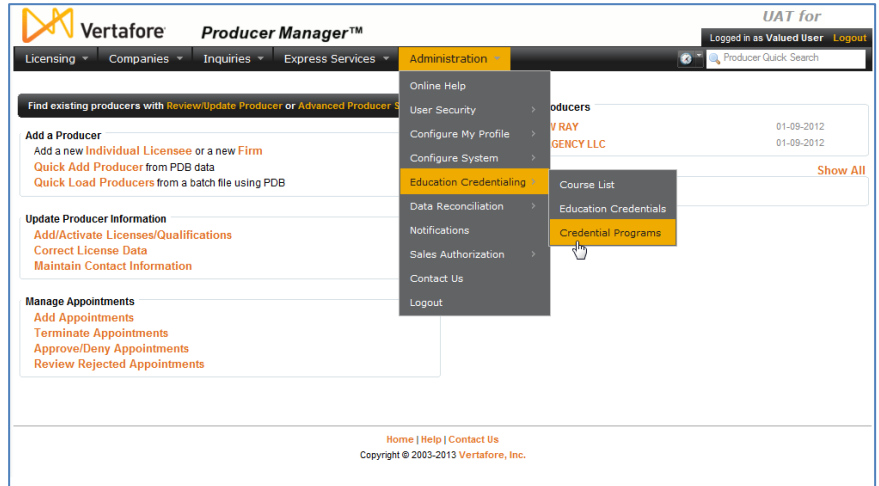 Vertafore Producer Manager™
UAT for
Logged in as Valued User Logout
Licensing Companies Inquiries Express Services Administration Producer Quick Search
Find existing producers with Review/Update Producer or Advanced Producer S
Add a Producer
Add a new Individual Licensee or a new Firm
Quick Add Producer from PDB data
Quick Load Producers from a batch file using PDB
Update Producer Information
Add/Activate Licenses/Qualifications
Correct License Data
Maintain Contact Information
Manage Appointments
Add Appointments
Terminate Appointments
Approve/Deny Appointments
Review Rejected Appointments
Online Help
User Security
Configure My Profile
Configure System
Education Credentialing
Data Reconciliation
Notifications
Sales Authorization
Contact Us
Logout
Course List
Education Credentials
Credential Programs
oducers
RAY 01-09-2012
GENCY LLC 01-09-2012
Show All
Home | Help | Contact Us
Copyright © 2003-2013 Vertafore, Inc.